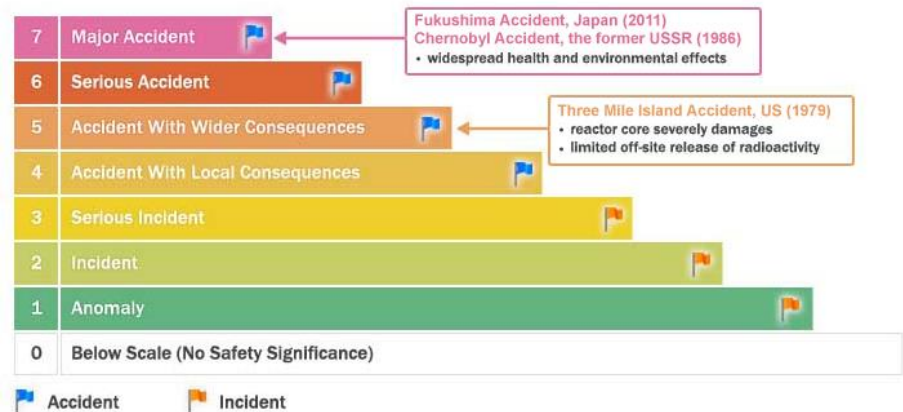 7 Major Accident
Fukushima Accident, Japan (2011)
Chernobyl Accident, the former USSR (1986)
• widespread health and environmental effects
6 Serious Accident
5 Accident With Wider Consequences
Three Mile Island Accident, US (1979)
• reactor core severely damages
• limited off-site release of radioactivity
4 Accident With Local Consequences
3 Serious Incident
2 Incident
1 Anomaly
0 Below Scale (No Safety Significance)
Accident Incident